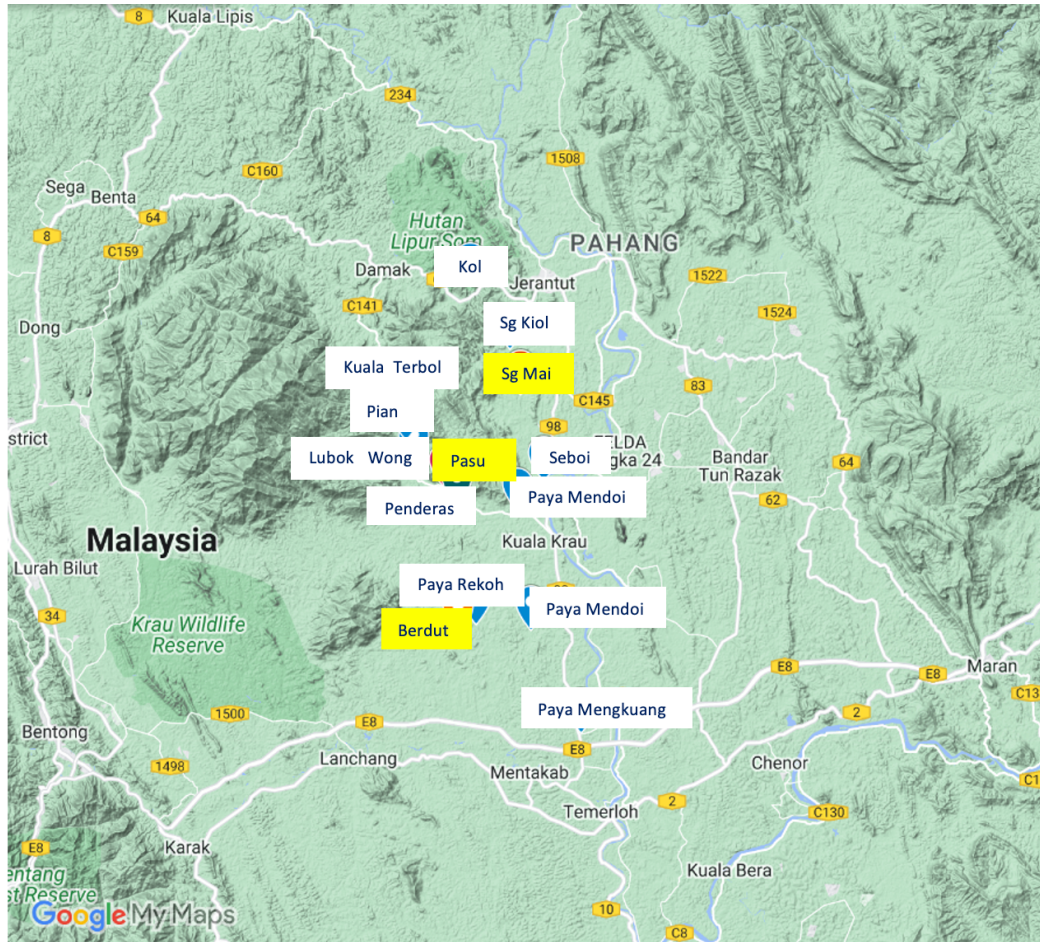 8
Kuala Lipis
234
1508
C160
Sega
Benta
64
8
C159
Hutan
Lipur Som
PAHANG
Kol
Damak
Jerantut
1522
C141
1524
Dong
Sg Kiol
Kuala Terbol
Sg Mai
83
C145
Pian
98
strict
Lubok Wong
Pasu
Seboi
ELDA
gka 24
Bandar
Tun Razak
64
Paya Mendoi
62
Penderas
Malaysia
Kuala Krau
Lurah Bilut
Paya Rekoh
34
Paya Mendoi
Krau Wildlife
Reserve
Berdut
E8
Maran
E8
C13
Paya Mengkuang
1500
E8
2
Bentong
E8
1498
Lanchang
Mentakab
Chenor
C1
2
Temerloh
C130
E8
Karak
Kuala Bera
entang
st Reserve
10
C8
Google My Maps